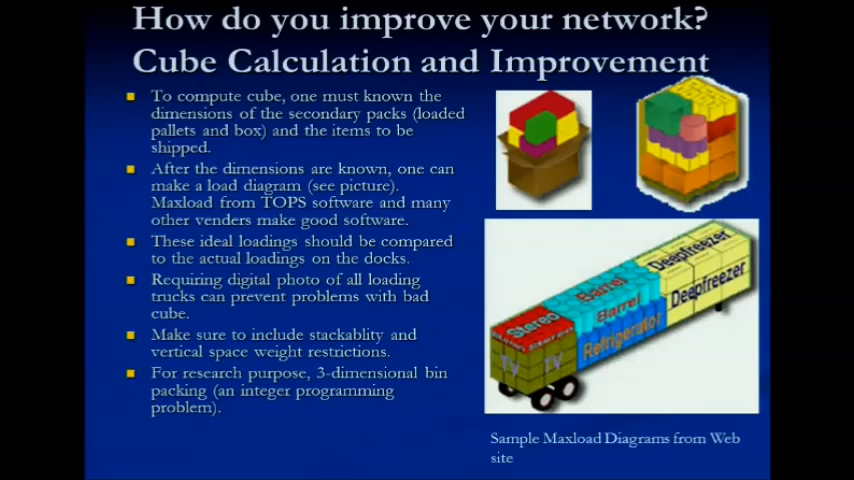 How do you improve your network?
Cube Calculation and Improvement
To compute cube, one must known the
dimensions of the secondary packs (loaded
pallets and box) and the items to be
shipped.
After the dimensions are known, one can
make a load diagram (see picture).
Maxload from TOPS software and many
other venders make good software.
These ideal loadings should be compared
to the actual loadings on the docks.
Requiring digital photo of all loading
trucks can prevent problems with bad
cube.
Make sure to include stackablity and
vertical space weight restrictions.
For research purpose, 3-dimensional bin
packing (an integer programming
problem).
Deepfreezer
Deepfreezer
Barrel
Barrel
Stereo
Refrigerator
TV TV
Sample Maxload Diagrams from Web
site